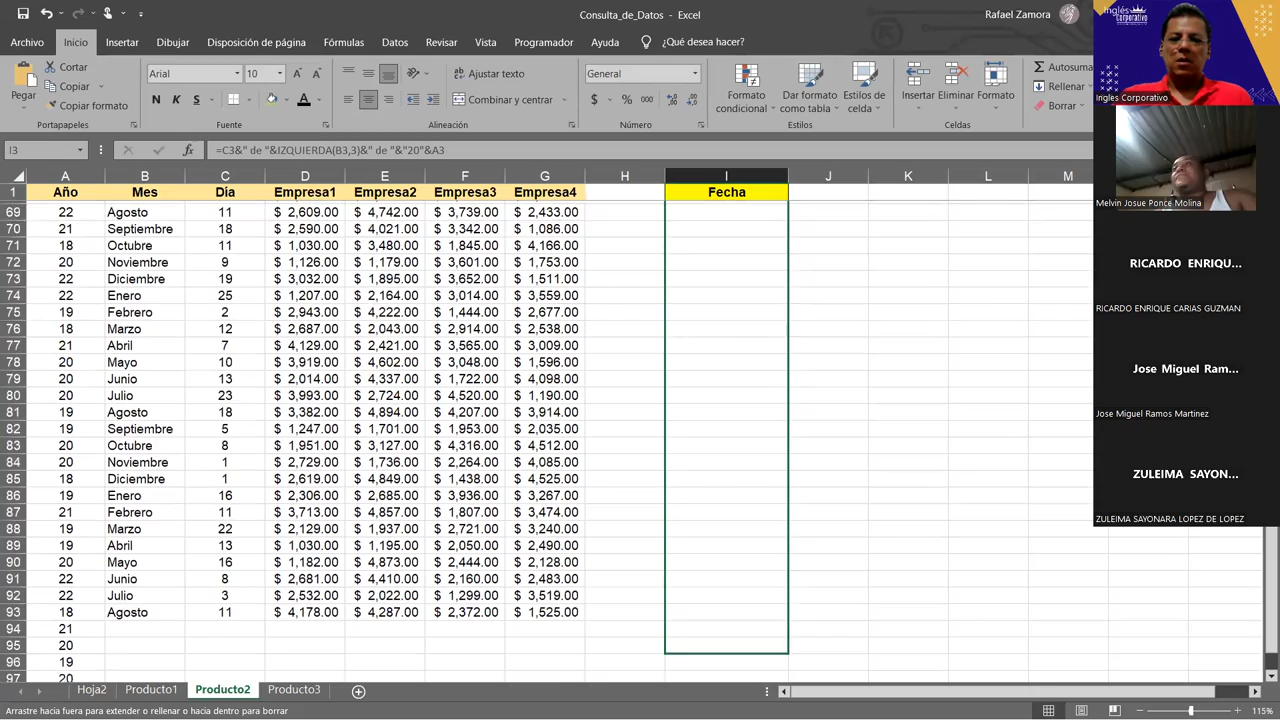 Consulta_de_Datos - Excel
Rafael Zamora
Archivo Inicio Insertar Dibujar Disposición de página Fórmulas Datos Revisar Vista Programador Ayuda ¿Qué desea hacer?
Pegar
Cortar
Copiar
Copiar formato
Portapapeles
Arial 10
N K S
Fuente
Ajustar texto
Combinar y centrar
Alineación
General
$ % 000
Número
Formato condicional
Dar formato como tabla
Estilos de celda
Estilos
Insertar Eliminar Formato
Celdas
Autosuma
Rellenar
Borrar
I3 fx =C3&" de "&IZQUIERDA(B3,3)&" de "&"20"&A3
A B C D E F G H I J K L M
1 Año Mes Día Empresa1 Empresa2 Empresa3 Empresa4 Fecha
69 22 Agosto 11 $ 2,609.00 $ 4,742.00 $ 3,739.00 $ 2,433.00
70 21 Septiembre 18 $ 2,590.00 $ 4,021.00 $ 3,342.00 $ 1,086.00
71 18 Octubre 11 $ 1,030.00 $ 3,480.00 $ 1,845.00 $ 4,166.00
72 20 Noviembre 9 $ 1,126.00 $ 1,179.00 $ 3,601.00 $ 1,753.00
73 22 Diciembre 19 $ 3,032.00 $ 1,895.00 $ 3,652.00 $ 1,511.00
74 22 Enero 25 $ 1,207.00 $ 2,164.00 $ 3,014.00 $ 3,559.00
75 19 Febrero 2 $ 2,943.00 $ 4,222.00 $ 1,444.00 $ 2,677.00
76 18 Marzo 12 $ 2,687.00 $ 2,043.00 $ 2,914.00 $ 2,538.00
77 21 Abril 7 $ 4,129.00 $ 2,421.00 $ 3,565.00 $ 3,009.00
78 22 Mayo 10 $ 3,919.00 $ 4,602.00 $ 3,048.00 $ 1,596.00
79 20 Junio 13 $ 2,014.00 $ 4,337.00 $ 1,722.00 $ 4,098.00
80 20 Julio 23 $ 3,993.00 $ 2,724.00 $ 4,520.00 $ 1,190.00
81 19 Agosto 18 $ 3,382.00 $ 4,894.00 $ 4,207.00 $ 3,914.00
82 19 Septiembre 5 $ 1,247.00 $ 1,701.00 $ 1,953.00 $ 2,035.00
83 20 Octubre 8 $ 1,951.00 $ 3,127.00 $ 4,316.00 $ 4,512.00
84 20 Noviembre 1 $ 2,729.00 $ 1,736.00 $ 2,264.00 $ 4,085.00
85 18 Diciembre 1 $ 2,619.00 $ 4,849.00 $ 1,438.00 $ 4,525.00
86 19 Enero 16 $ 2,306.00 $ 2,685.00 $ 3,936.00 $ 3,267.00
87 21 Febrero 11 $ 3,713.00 $ 4,857.00 $ 1,807.00 $ 3,474.00
88 19 Marzo 22 $ 2,129.00 $ 1,937.00 $ 2,721.00 $ 3,240.00
89 19 Abril 13 $ 1,030.00 $ 1,195.00 $ 2,050.00 $ 2,490.00
90 20 Mayo 16 $ 1,182.00 $ 4,873.00 $ 2,444.00 $ 2,128.00
91 22 Junio 8 $ 2,681.00 $ 4,410.00 $ 2,160.00 $ 2,483.00
92 22 Julio 3 $ 2,532.00 $ 2,022.00 $ 1,299.00 $ 3,519.00
93 18 Agosto 11 $ 4,178.00 $ 4,287.00 $ 2,372.00 $ 1,525.00
94 21
95 20
96 19
97 20
Hoja2 Producto1 Producto2 Producto3
Arrastre hacia fuera para extender o rellenar o hacia dentro para borrar
115%
Inglés Corporativo
Ingles Corporativo
Melvin Josue Ponce Molina
RICARDO ENRIQU...
RICARDO ENRIQUE CARIAS GUZMAN
Jose Miguel Ram...
Jose Miguel Ramos Martinez
ZULEIMA SAYON...
ZULEIMA SAYONARA LOPEZ DE LOPEZ